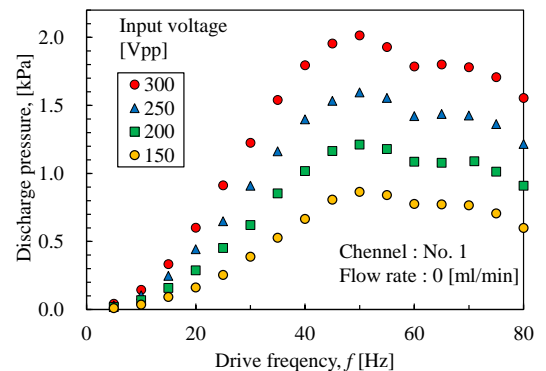 Input voltage
[Vpp]
300
250
200
150
Chennel : No. 1
Flow rate : 0 [ml/min]
Discharge pressure, [kPa]
2.0
1.5
1.0
0.5
0.0
0 20 40 60 80
Drive freqency, f [Hz]